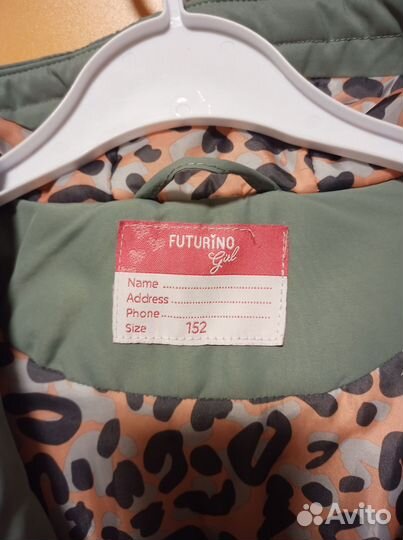 FUTURINO
Girl
Name
Address
Phone
Size 152
Avito